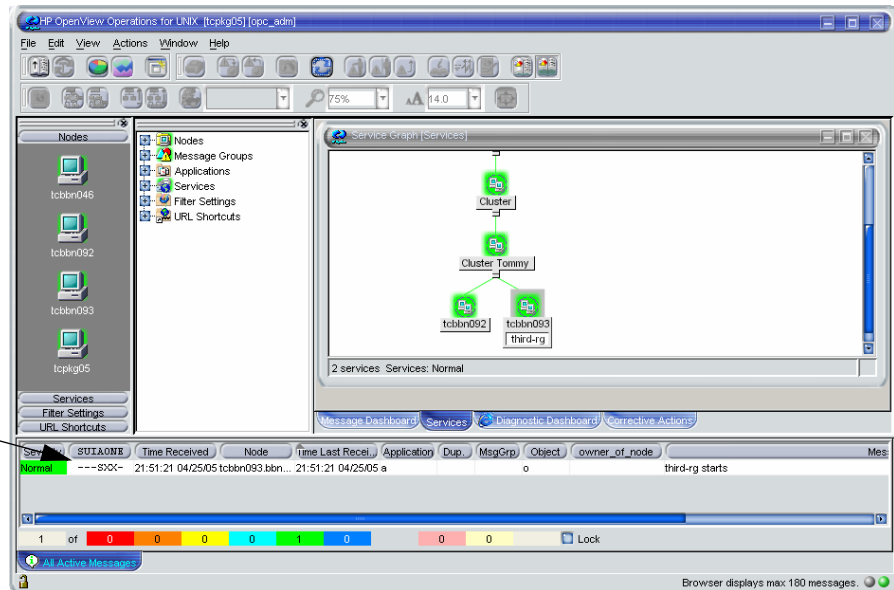 HP OpenView Operations for UNIX [tcpkg05] [opc_adm]
File Edit View Actions Window Help
75%
AA 14.0
Nodes
tcbbn046
tcbbn092
tcbbn093
tcpkg05
Services
Filter Settings
URL Shortcuts
Nodes
Message Groups
Applications
Services
Filter Settings
URL Shortcuts
Service Graph [Services]
Cluster
Cluster Tommy
tcbbn092
tcbbn093
third-rg
2 services Services: Normal
Message Dashboard Services Diagnostic Dashboard Corrective Actions
SUIAONE Time Received Node Time Last Recei... Application Dup. MsgGrp Object owner_of_node Mes
Normal ---SXX- 21:51:21 04/25/05 tcbbn093.bbn... 21:51:21 04/25/05 a o third-rg starts
1 of 0 0 0 0 1 0 0 0 Lock
All Active Messages
Browser displays max 180 messages.